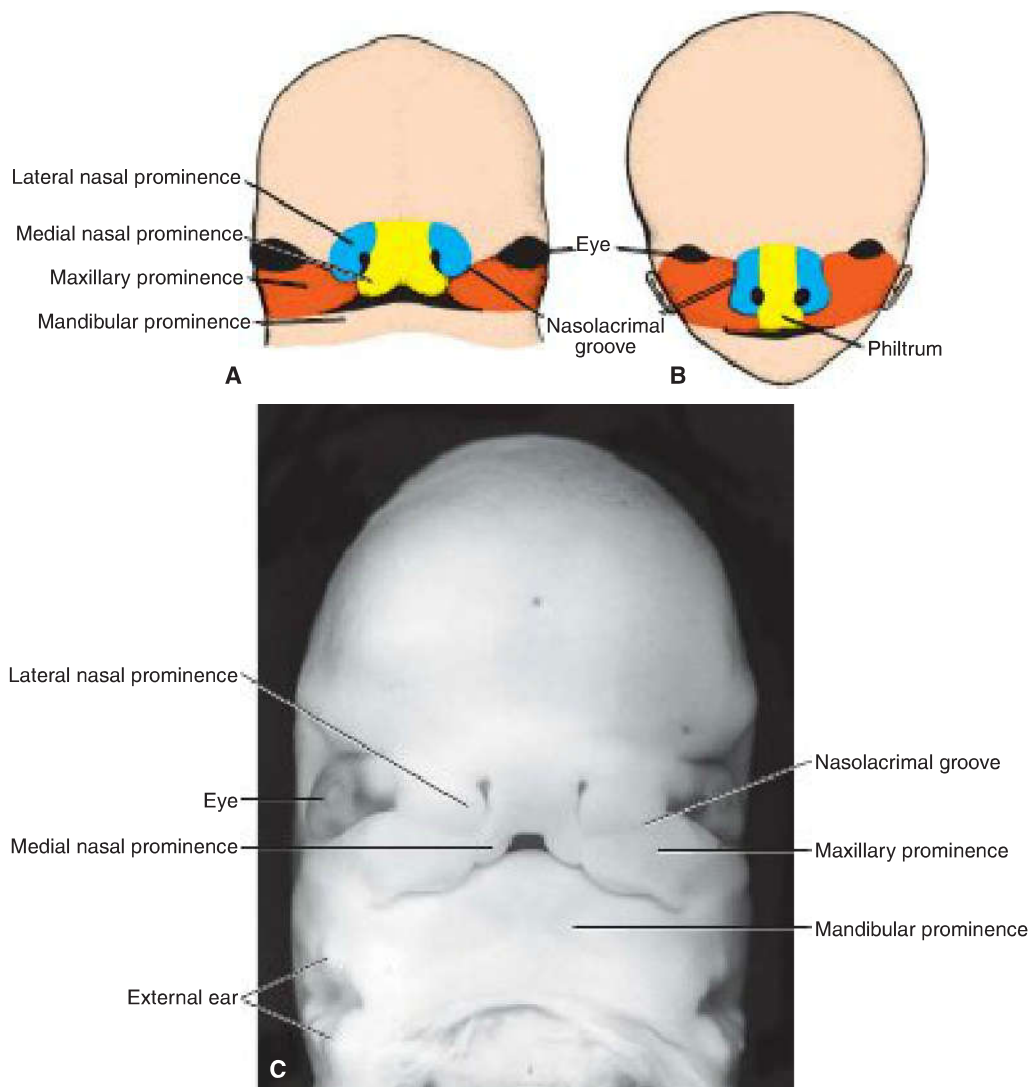 Lateral nasal prominence
Medial nasal prominence
Maxillary prominence
Mandibular prominence
Eye
Nasolacrimal
groove
Philtrum
A
B
Lateral nasal prominence
Eye
Medial nasal prominence
External ear
Nasolacrimal groove
Maxillary prominence
Mandibular prominence
C